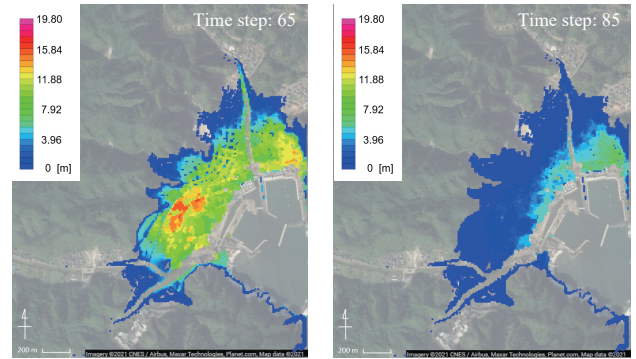 Time step: 65
19.80
15.84
11.88
7.92
3.96
0 [m]
200 m
Imagery ©2021 CNES / Airbus, Maxar Technologies, Planet.com, Map data ©2021
Time step: 85
19.80
15.84
11.88
7.92
3.96
0 [m]
200 m
Imagery ©2021 CNES / Airbus, Maxar Technologies, Planet.com, Map data ©2021